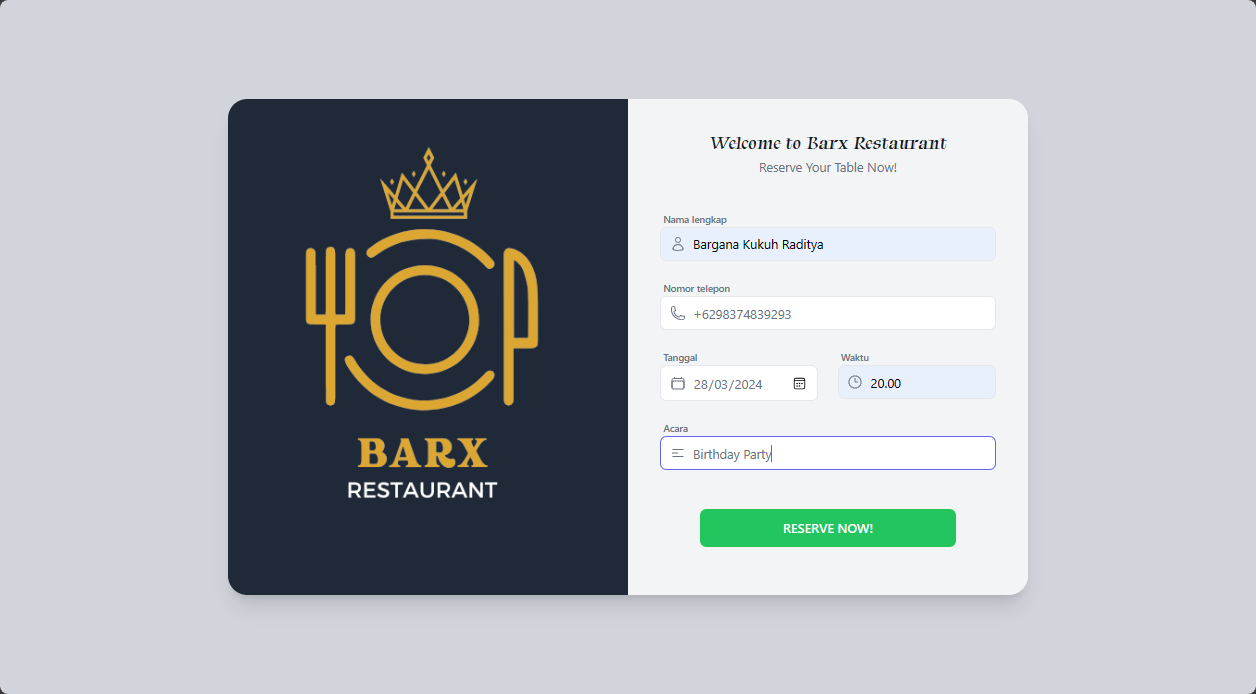 BARX
RESTAURANT
Welcome to Barx Restaurant
Reserve Your Table Now!
Nama lengkap
Bargana Kukuh Raditya
Nomor telepon
+6298374839293
Tanggal
Waktu
28/03/2024
20.00
Acara
Birthday Party
RESERVE NOW!